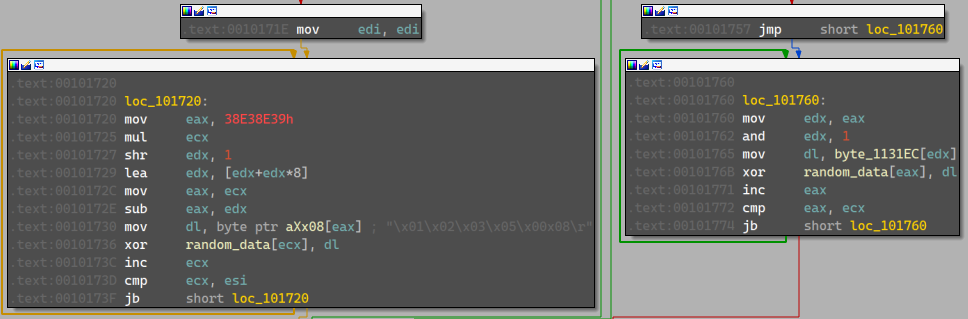 .text:0010171E mov     edi, edi
.text:00101720
.text:00101720 loc_101720:
.text:00101720 mov     eax, 38E38E39h
.text:00101725 mul     ecx
.text:00101727 shr     edx, 1
.text:00101729 lea     edx, [edx+edx*8]
.text:0010172C mov     eax, ecx
.text:0010172E sub     eax, edx
.text:00101730 mov     dl, byte ptr aXx08[eax] ; "\x01\x02\x03\x05\x00x08\r"
.text:00101736 xor     random_data[ecx], dl
.text:0010173C inc     ecx
.text:0010173D cmp     ecx, esi
.text:0010173F jb      short loc_101720
.text:00101757 jmp     short loc_101760
.text:00101760
.text:00101760 loc_101760:
.text:00101760 mov     edx, eax
.text:00101762 and     edx, 1
.text:00101765 mov     dl, byte_1131EC[edx]
.text:0010176B xor     random_data[eax], dl
.text:00101771 inc     eax
.text:00101772 cmp     eax, ecx
.text:00101774 jb      short loc_101760